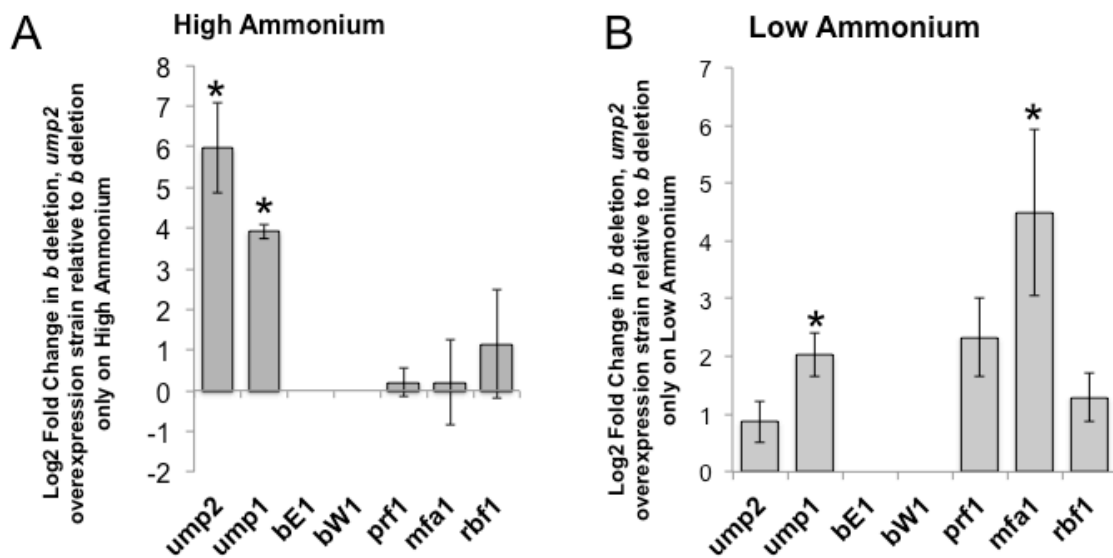 A
High Ammonium
Log2 Fold Change in b deletion, ump2
overexpression strain relative to b deletion
only on High Ammonium
8
7
6
5
4
3
2
1
0
-1
-2
*
*
ump2
ump1
bE1
bW1
prf1
mfa1
rbf1
B
Low Ammonium
Log2 Fold Change in b deletion, ump2
overexpression strain relative to b deletion
only on Low Ammonium
7
6
5
4
3
2
1
0
*
*
ump2
ump1
bE1
bW1
prf1
mfa1
rbf1